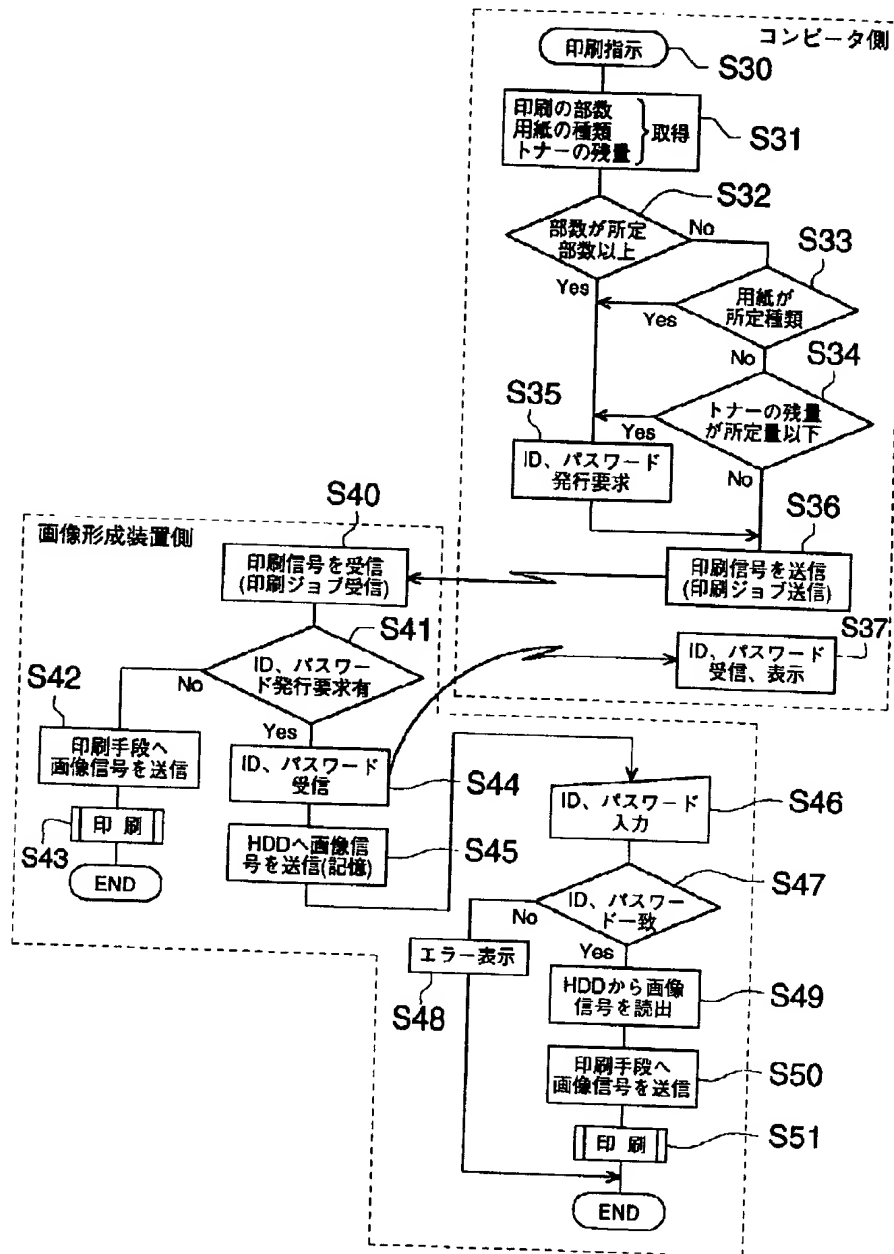 コンピータ側
印刷指示
S30
印刷の部数
用紙の種類
トナーの残量
取得
S31
S32
部数が所定
部数以上
No
Yes
S33
用紙が
所定種類
Yes
No
S34
トナーの残量
が所定量以下
Yes
No
S35
ID、パスワード
発行要求
S36
印刷信号を送信
(印刷ジョブ送信)
S37
ID、パスワード
受信、表示
画像形成装置側
S40
印刷信号を受信
(印刷ジョブ受信)
S41
ID、パスワー
ド発行要求有
No
Yes
S42
印刷手段へ
画像信号を送信
印 刷
S43
END
ID、パスワード
受信
S44
HDDへ画像信
号を送信(記憶)
S45
ID、パスワード
入力
S46
ID、パスワー
ド一致
S47
No
Yes
エラー表示
S48
HDDから画像
信号を読出
S49
印刷手段へ
画像信号を送信
S50
印 刷
S51
END